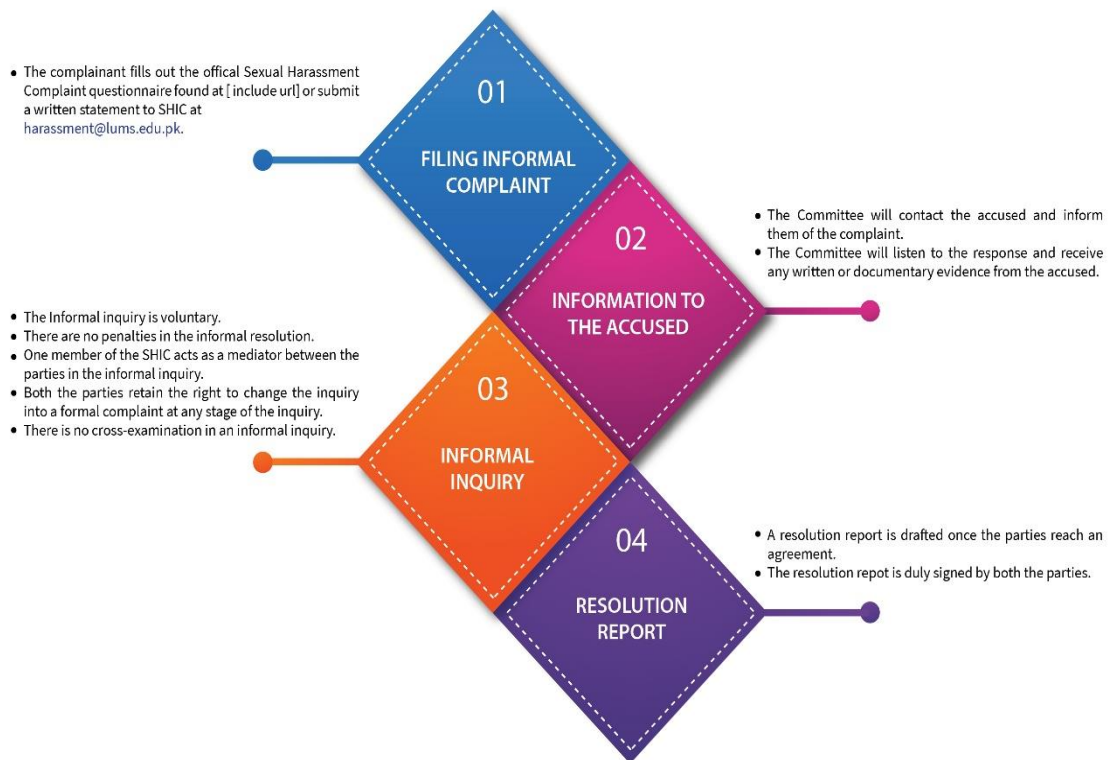 • The complainant fills out the offical Sexual Harassment
Complaint questionnaire found at [ include url] or submit
a written statement to SHIC at
harassment@lums.edu.pk.
01
FILING INFORMAL
COMPLAINT
02
INFORMATION TO
THE ACCUSED
• The Committee will contact the accused and inform
them of the complaint.
• The Committee will listen to the response and receive
any written or documentary evidence from the accused.
• The Informal inquiry is voluntary.
• There are no penalties in the informal resolution.
• One member of the SHIC acts as a mediator between the
parties in the informal inquiry.
• Both the parties retain the right to change the inquiry
into a formal complaint at any stage of the inquiry.
• There is no cross-examination in an informal inquiry.
03
INFORMAL
INQUIRY
04
RESOLUTION
REPORT
• A resolution report is drafted once the parties reach an
agreement.
• The resolution repot is duly signed by both the parties.